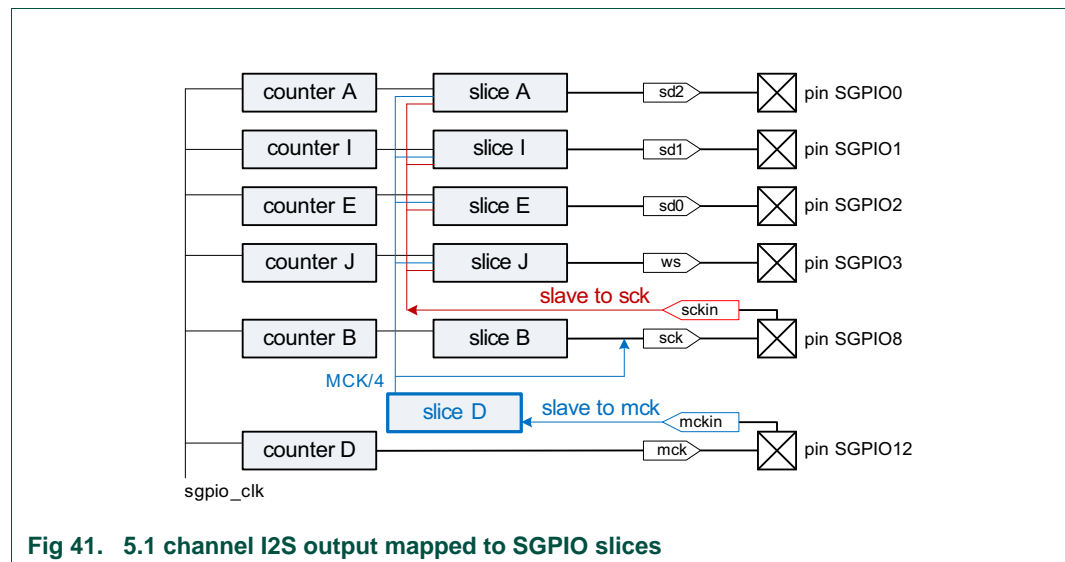 counter A slice A sd2 pin SGPIO0
counter I slice I sd1 pin SGPIO1
counter E slice E sd0 pin SGPIO2
counter J slice J ws pin SGPIO3
slave to sck sckin
counter B slice B sck pin SGPIO8
MCK/4
slice D slave to mck mckin
counter D mck pin SGPIO12
sgpio_clk
Fig 41. 5.1 channel I2S output mapped to SGPIO slices